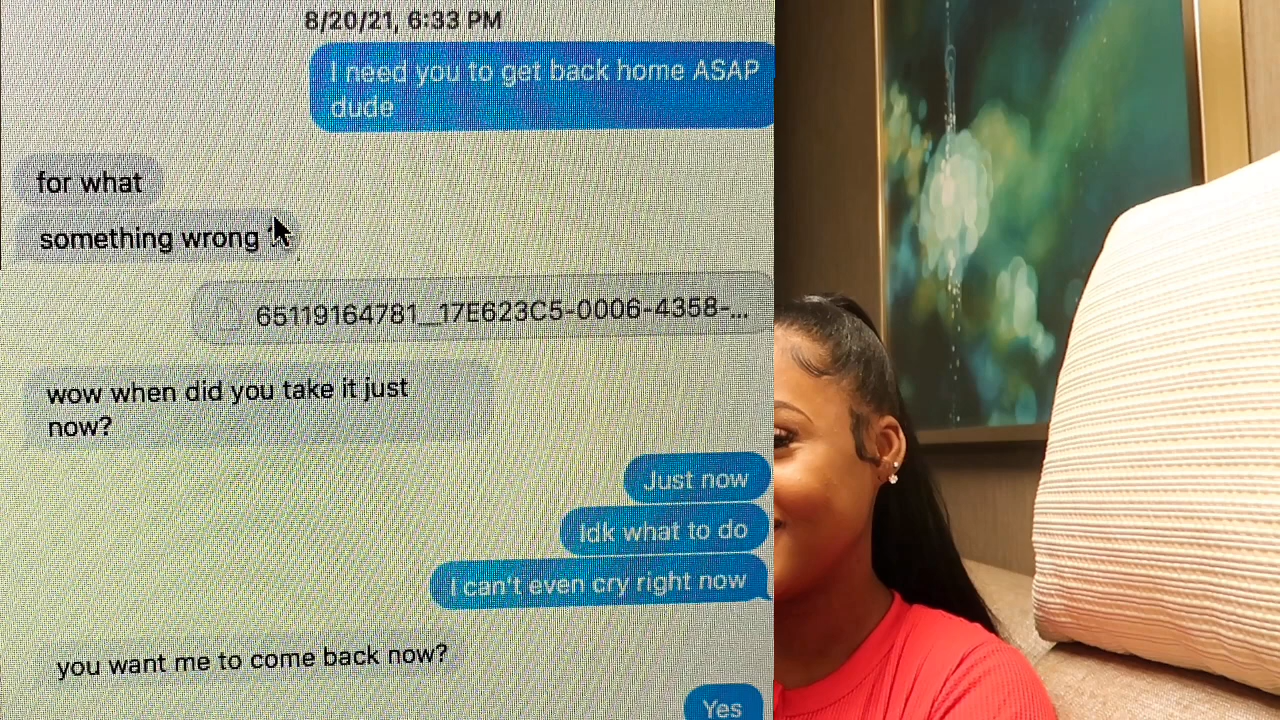 8/20/21, 6:33 PM
I need you to get back home ASAP
dude
for what
something wrong
65119164781__17E623C5-0006-4358-...
wow when did you take it just
now?
Just now
Idk what to do
I can't even cry right now
you want me to come back now?
Yes